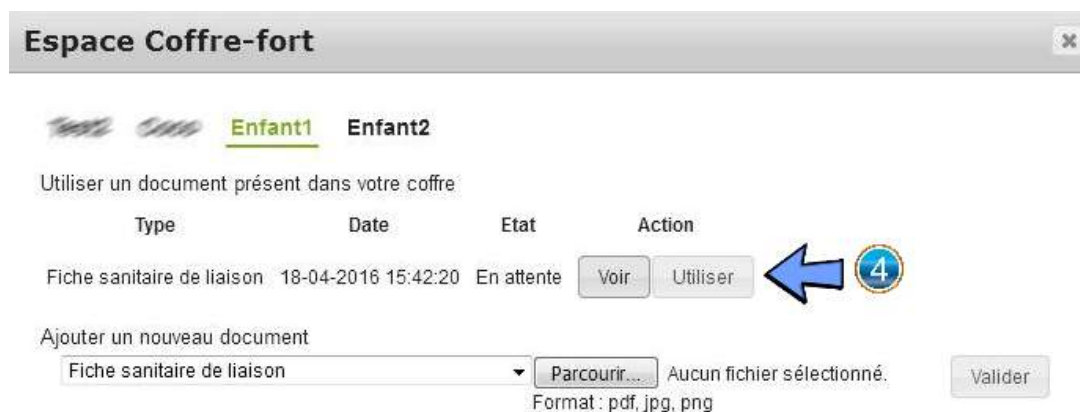 Espace Coffre-fort
Enfant1 Enfant2
Utiliser un document présent dans votre coffre
Type Date Etat Action
Fiche sanitaire de liaison 18-04-2016 15:42:20 En attente Voir Utiliser 4
Ajouter un nouveau document
Fiche sanitaire de liaison Parcourir... Aucun fichier sélectionné. Valider
Format : pdf, jpg, png